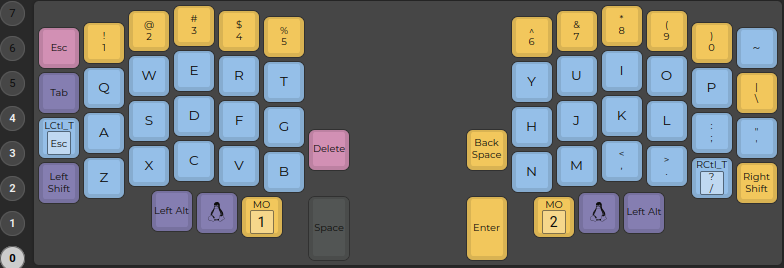 7
6
5
4
3
2
1
0
Esc
!
1
@
2
#
3
$
4
%
5
^
6
&
7
*
8
(
9
)
0
~
Tab
Q
W
E
R
T
Y
U
I
O
P
|
\
LCtl_T
Esc
A
S
D
F
G
H
J
K
L
:
;
"
'
Left
Shift
Z
X
C
V
B
Delete
Back
Space
N
M
<
,
>
.
RCtl_T
?
/
Right
Shift
Left Alt
MO
1
Space
Enter
MO
2
Left Alt